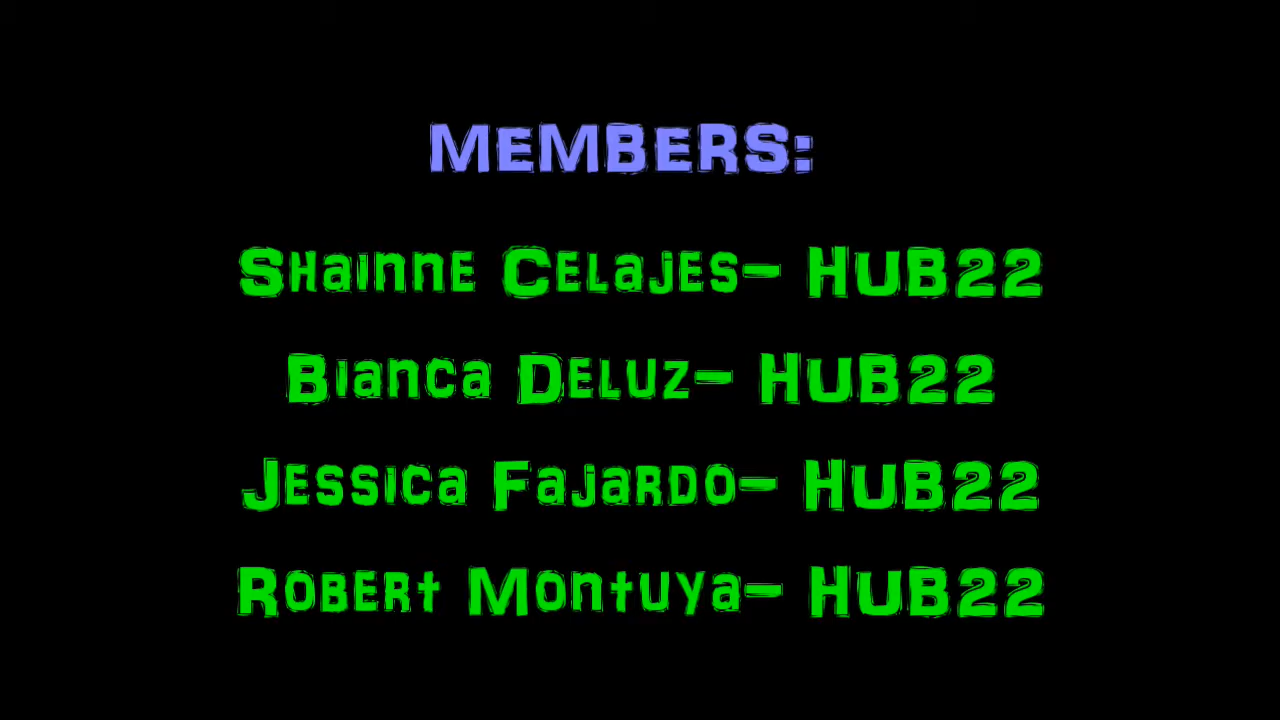 MEMBERS:
Shainne Celajes- HUB22
Bianca Deluz- HUB22
Jessica Fajardo- HUB22
Robert Montuya- HUB22